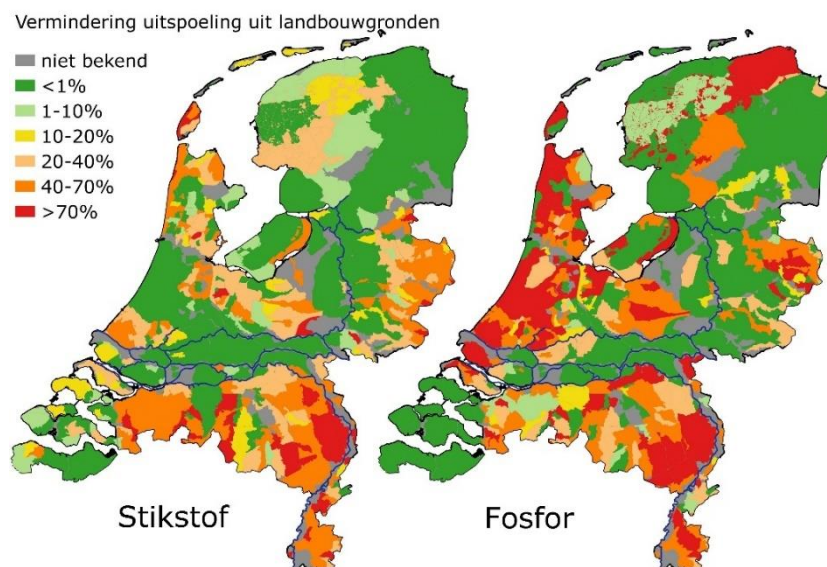 Vermindering uitspoeling uit landbouwgronden
niet bekend
<1%
1-10%
10-20%
20-40%
40-70%
>70%
Stikstof
Fosfor